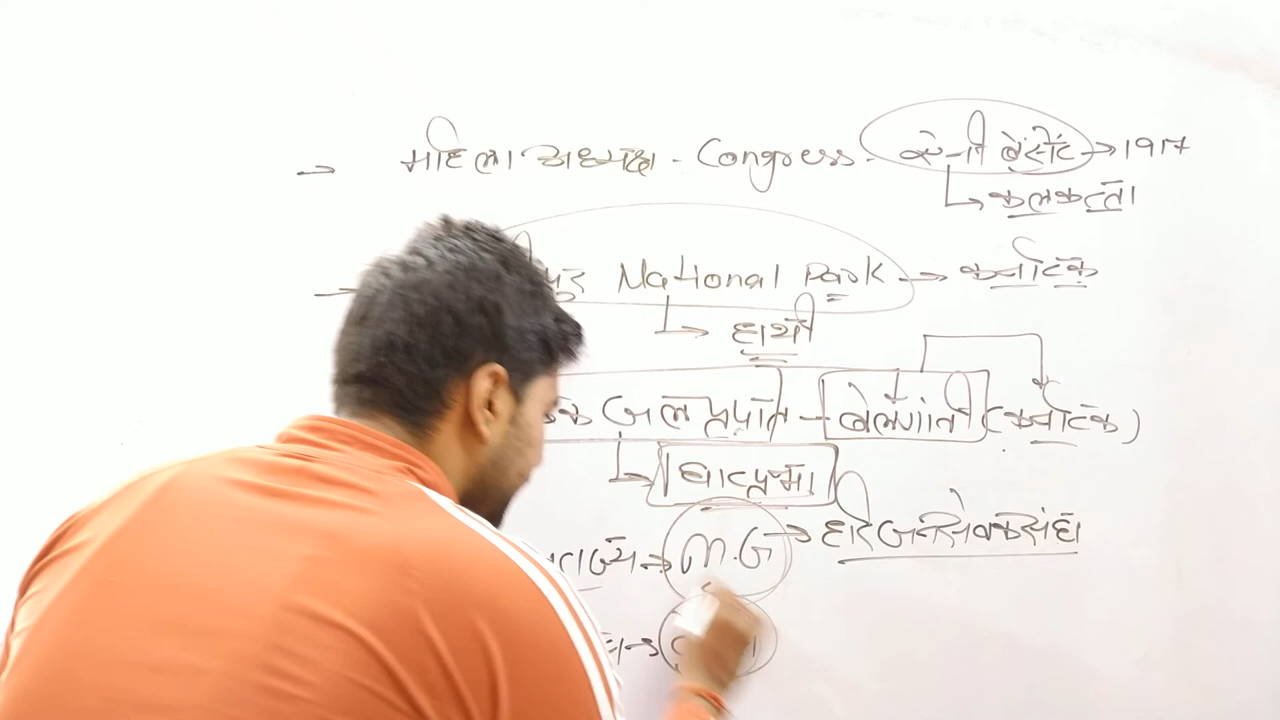 → महिला अध्यक्ष - Congress - एनी बेसेंट → 1917
→ कलकत्ता
→ National Park → कर्नाटक
→ हाथी
जल प्रपात - बेलगांती (कर्नाटक)
→ घाटप्रभा
→ M.G → हरिजन सेवक संघ